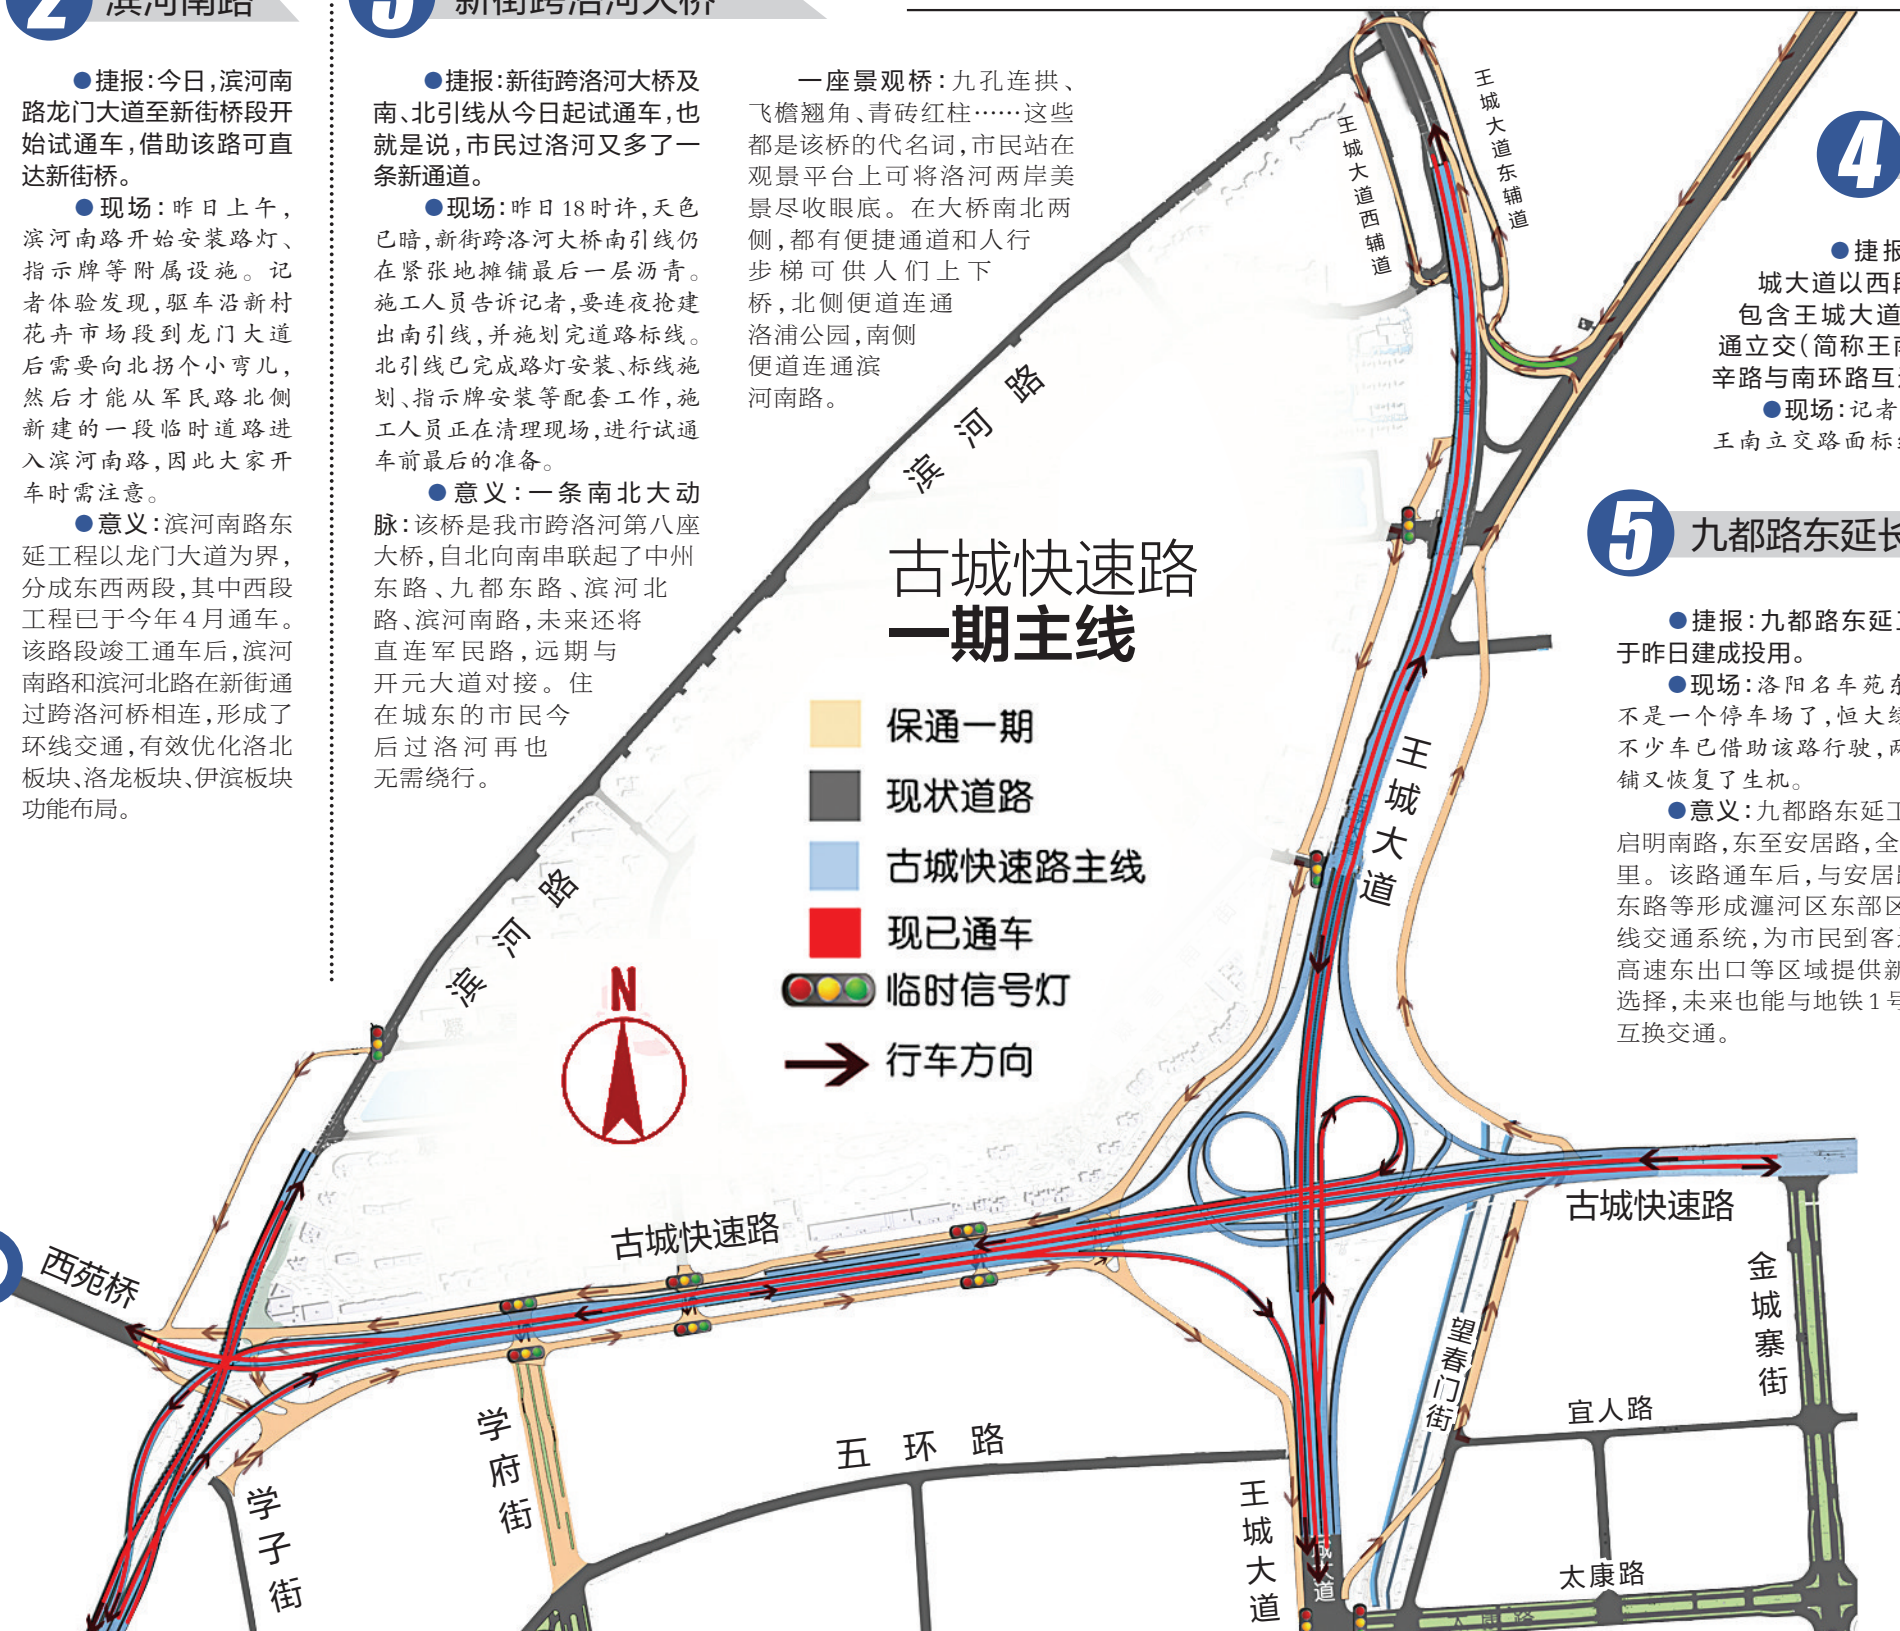 2 滨河南路
●捷报：今日，滨河南
路龙门大道至新街桥段开
始试通车，借助该路可直
达新街桥。
●现场：昨日上午，
滨河南路开始安装路灯、
指示牌等附属设施。记
者体验发现，驱车沿新村
花卉市场段到龙门大道
后需要向北拐个小弯儿，
然后才能从军民路北侧
新建的一段临时道路进
入滨河南路，因此大家开
车时需注意。
●意义：滨河南路东
延工程以龙门大道为界，
分成东西两段，其中西段
工程已于今年4月通车。
该路段竣工通车后，滨河
南路和滨河北路在新街通
过跨洛河桥相连，形成了
环线交通，有效优化洛北
板块、洛龙板块、伊滨板块
功能布局。
3 新街跨洛河大桥
●捷报：新街跨洛河大桥及
南、北引线从今日起试通车，也
就是说，市民过洛河又多了一
条新通道。
●现场：昨日18时许，天色
已暗，新街跨洛河大桥南引线仍
在紧张地摊铺最后一层沥青。
施工人员告诉记者，要连夜抢建
出南引线，并施划完道路标线。
北引线已完成路灯安装、标线施
划、指示牌安装等配套工作，施
工人员正在清理现场，进行试通
车前最后的准备。
●意义：一条南北大动
脉：该桥是我市跨洛河第八座
大桥，自北向南串联起了中州
东路、九都东路、滨河北
路、滨河南路，未来还将
直连军民路，远期与
开元大道对接。住
在城东的市民今
后过洛河再也
无需绕行。
一座景观桥：九孔连拱、
飞檐翘角、青砖红柱……这些
都是该桥的代名词，市民站在
观景平台上可将洛河两岸美
景尽收眼底。在大桥南北两
侧，都有便捷通道和人行
步梯可供人们上下
桥，北侧便道连通
洛浦公园，南侧
便道连通滨
河南路。
4
●捷报
城大道以西段
包含王城大道
通立交（简称王南
辛路与南环路互通
●现场：记者
王南立交路面标线
5 九都路东延长
●捷报：九都路东延工
于昨日建成投用。
●现场：洛阳名车苑东
不是一个停车场了，恒大绿
不少车已借助该路行驶，两
铺又恢复了生机。
●意义：九都路东延工
启明南路，东至安居路，全
里。该路通车后，与安居路
东路等形成瀍河区东部区
线交通系统，为市民到客运
高速东出口等区域提供新
选择，未来也能与地铁1号
互换交通。
古城快速路
一期主线
保通一期
现状道路
古城快速路主线
现已通车
临时信号灯
行车方向
N
王城大道西辅道
王城大道东辅道
滨河路
滨河路
王城大道
古城快速路
古城快速路
西苑桥
学子街
学府街
五环路
王城大道
望春门街
宜人路
金城寨街
太康路